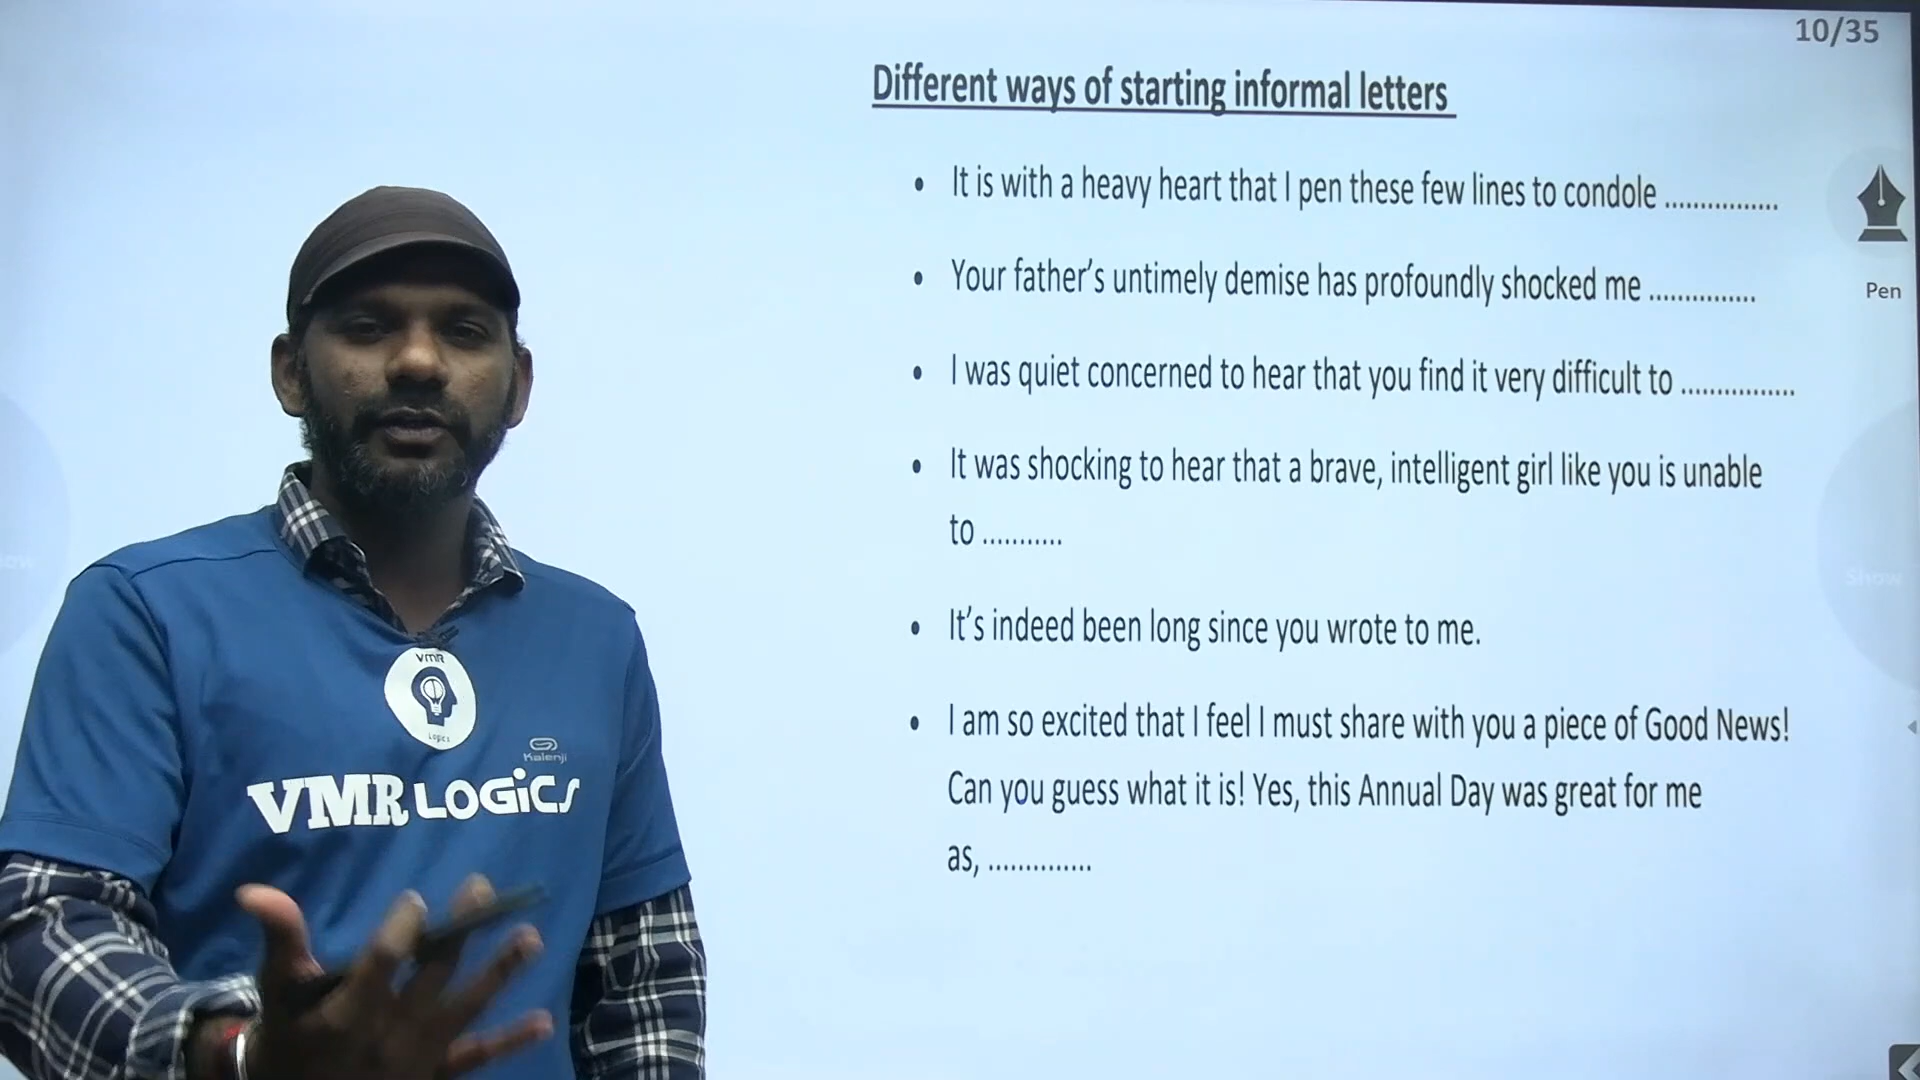 10/35
Different ways of starting informal letters
• It is with a heavy heart that I pen these few lines to condole ................
• Your father's untimely demise has profoundly shocked me ...............
Pen
• I was quiet concerned to hear that you find it very difficult to ................
• It was shocking to hear that a brave, intelligent girl like you is unable
to ...........
Show
• It's indeed been long since you wrote to me.
• I am so excited that I feel I must share with you a piece of Good News!
Can you guess what it is! Yes, this Annual Day was great for me
as, ..............
VMR
Logics
Kalenji
VMR LOGICS